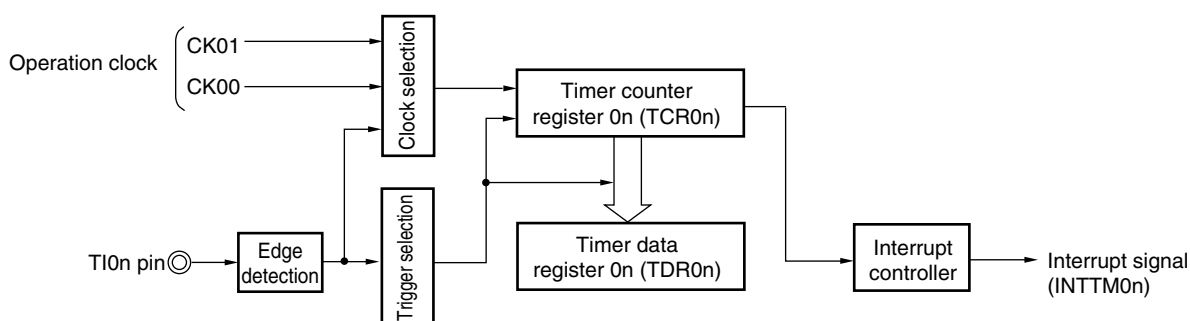 Operation clock
CK01
CK00
Clock selection
Timer counter
register 0n (TCR0n)
TI0n pin
Edge
detection
Trigger selection
Timer data
register 0n (TDR0n)
Interrupt
controller
Interrupt signal
(INTTM0n)